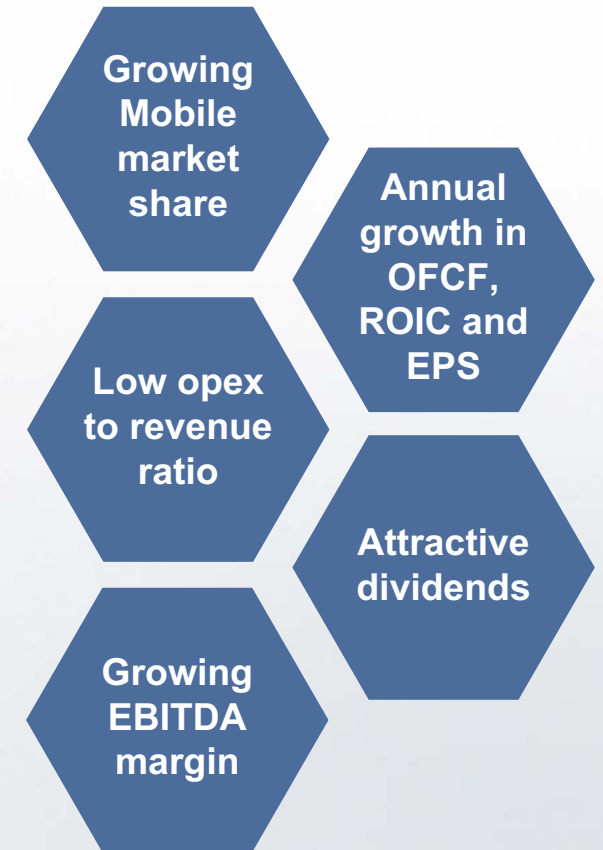 Growing
Mobile
market
share
Annual
growth in
OFCF,
ROIC and
EPS
Low opex
to revenue
ratio
Attractive
dividends
Growing
EBITDA
margin